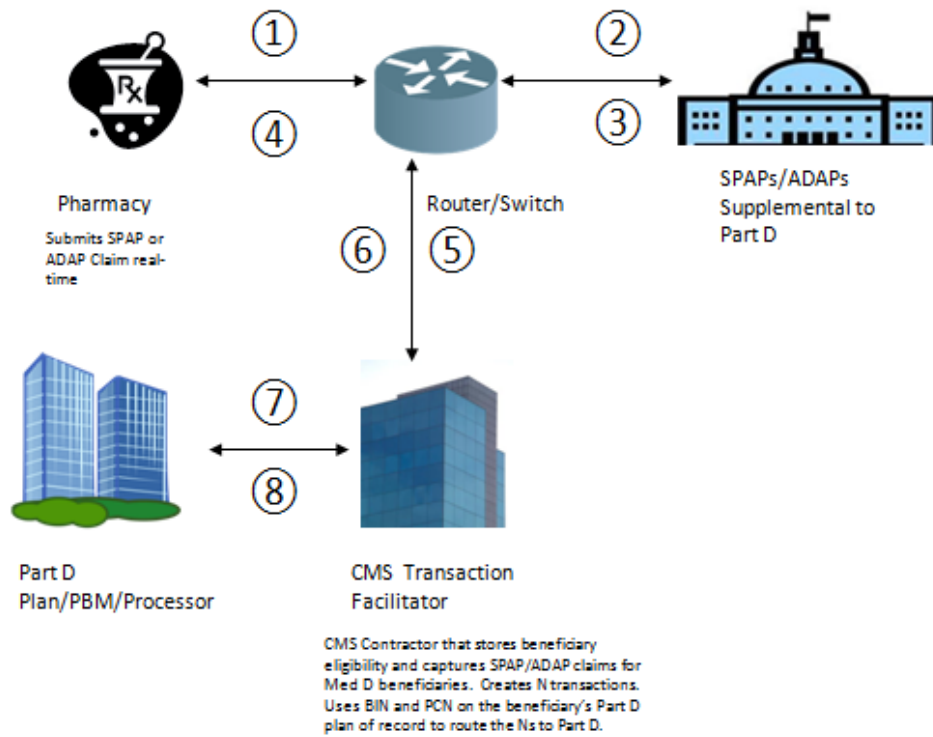 ①
②
Rx
④
③
Pharmacy
Router/Switch
SPAPs/ADAPs
Supplemental to
Part D
Submits SPAP or
ADAP Claim real-
time
⑥
⑤
⑦
⑧
Part D
Plan/PBM/Processor
CMS Transaction
Facilitator
CMS Contractor that stores beneficiary
eligibility and captures SPAP/ADAP claims for
Med D beneficiaries. Creates N transactions.
Uses BIN and PCN on the beneficiary's Part D
plan of record to route the Ns to Part D.